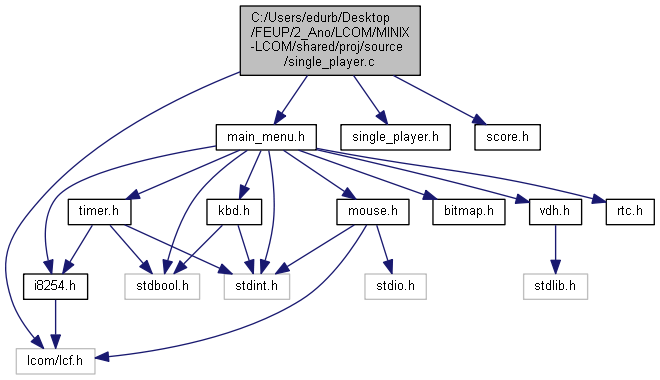 C:/Users/edurb/Desktop
/FEUP/2_Ano/LCOM/MINIX
-LCOM/shared/proj/source
/single_player.c
main_menu.h
single_player.h
score.h
timer.h
kbd.h
mouse.h
bitmap.h
vdh.h
rtc.h
i8254.h
stdbool.h
stdint.h
stdio.h
stdlib.h
lcom/lcf.h